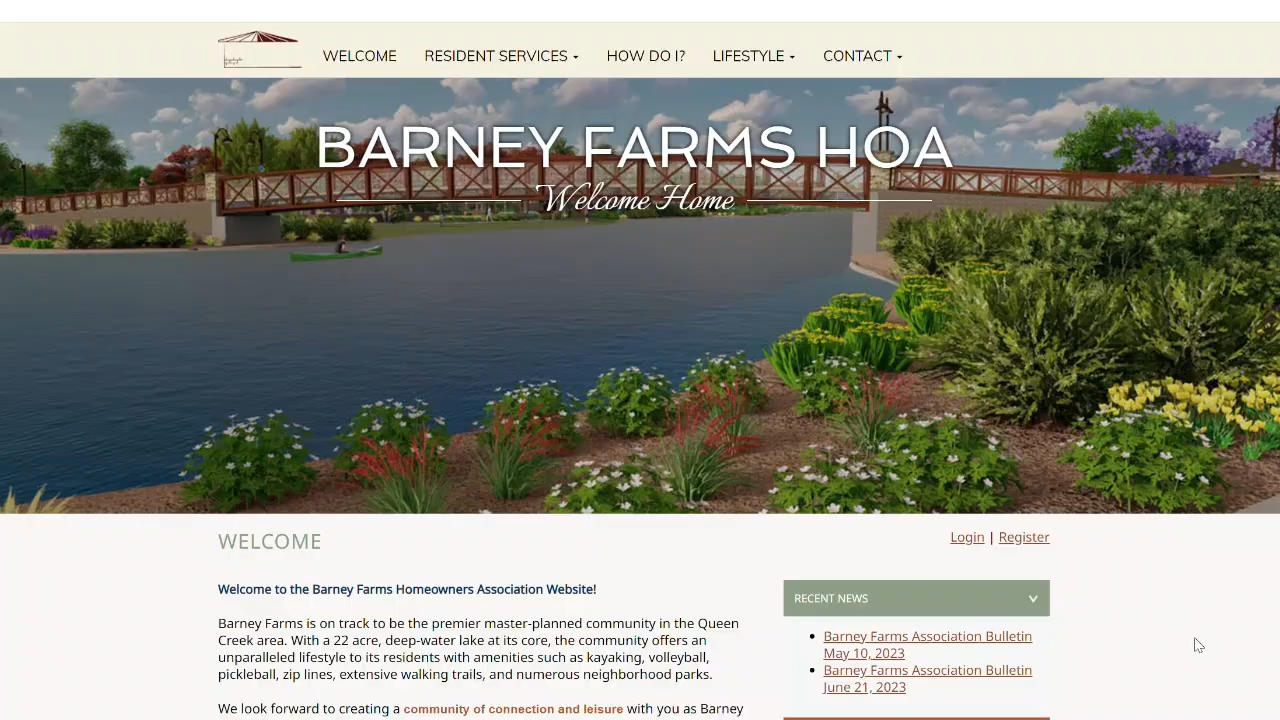 WELCOME RESIDENT SERVICES HOW DO I? LIFESTYLE CONTACT
BARNEY FARMS HOA
Welcome Home
WELCOME
Login | Register
Welcome to the Barney Farms Homeowners Association Website!
Barney Farms is on track to be the premier master-planned community in the Queen
Creek area. With a 22 acre, deep-water lake at its core, the community offers an
unparalleled lifestyle to its residents with amenities such as kayaking, volleyball,
pickleball, zip lines, extensive walking trails, and numerous neighborhood parks.
We look forward to creating a community of connection and leisure with you as Barney
RECENT NEWS
Barney Farms Association Bulletin
May 10, 2023
Barney Farms Association Bulletin
June 21, 2023